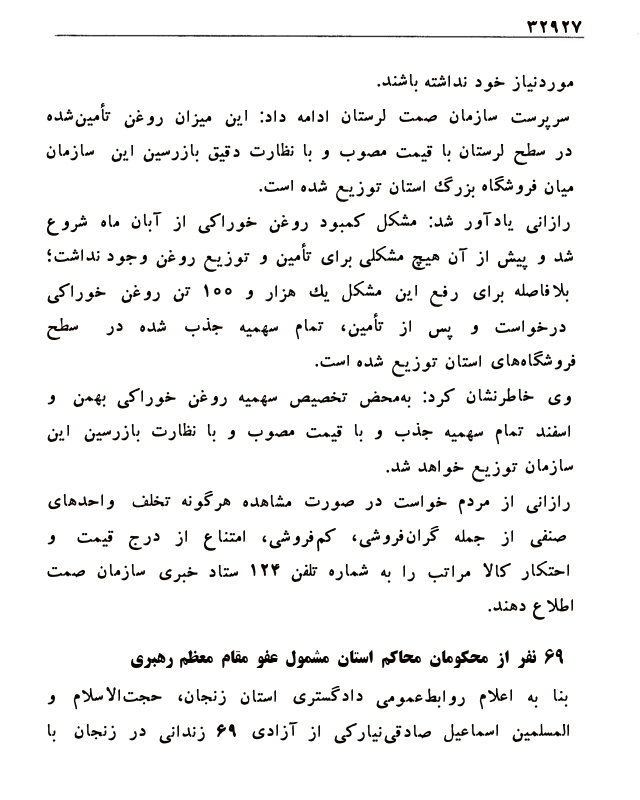 ۳۲۹۲۷
موردنیاز خود نداشته باشند.
سرپرست سازمان صمت لرستان ادامه داد: این میزان روغن تأمین‌شده
در سطح لرستان با قیمت مصوب و با نظارت دقیق بازرسین این سازمان
میان فروشگاه بزرگ استان توزیع شده است.
رازانی یادآور شد: مشکل کمبود روغن خوراکی از آبان ماه شروع
شد و پیش از آن هیچ مشکلی برای تأمین و توزیع روغن وجود نداشت؛
بلافاصله برای رفع این مشکل یك هزار و ۱۰۰ تن روغن خوراکی
درخواست و پس از تأمین، تمام سهمیه جذب شده در سطح
فروشگاه‌های استان توزیع شده است.
وی خاطرنشان کرد: به‌محض تخصیص سهمیه روغن خوراکی بهمن و
اسفند تمام سهمیه جذب و با قیمت مصوب و با نظارت بازرسین این
سازمان توزیع خواهد شد.
رازانی از مردم خواست در صورت مشاهده هرگونه تخلف واحدهای
صنفی از جمله گران‌فروشی، کم‌فروشی، امتناع از درج قیمت و
احتکار کالا مراتب را به شماره تلفن ۱۲۴ ستاد خبری سازمان صمت
اطلاع دهند.
۶۹ نفر از محکومان محاکم استان مشمول عفو مقام معظم رهبری
بنا به اعلام روابط‌عمومی دادگستری استان زنجان، حجت‌الاسلام و
المسلمین اسماعیل صادقی‌نیارکی از آزادی ۶۹ زندانی در زنجان با